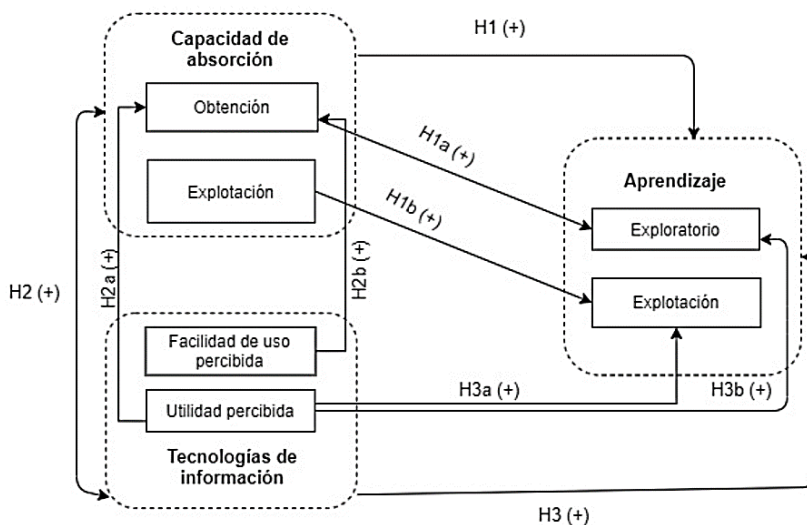 H1 (+)
Capacidad de
absorción
Obtención
Explotación
H1a (+)
H1b (+)
Aprendizaje
Exploratorio
Explotación
H2 (+)
H2a (+)
H2b (+)
Facilidad de uso
percibida
Utilidad percibida
Tecnologías de
información
H3a (+)
H3b (+)
H3 (+)